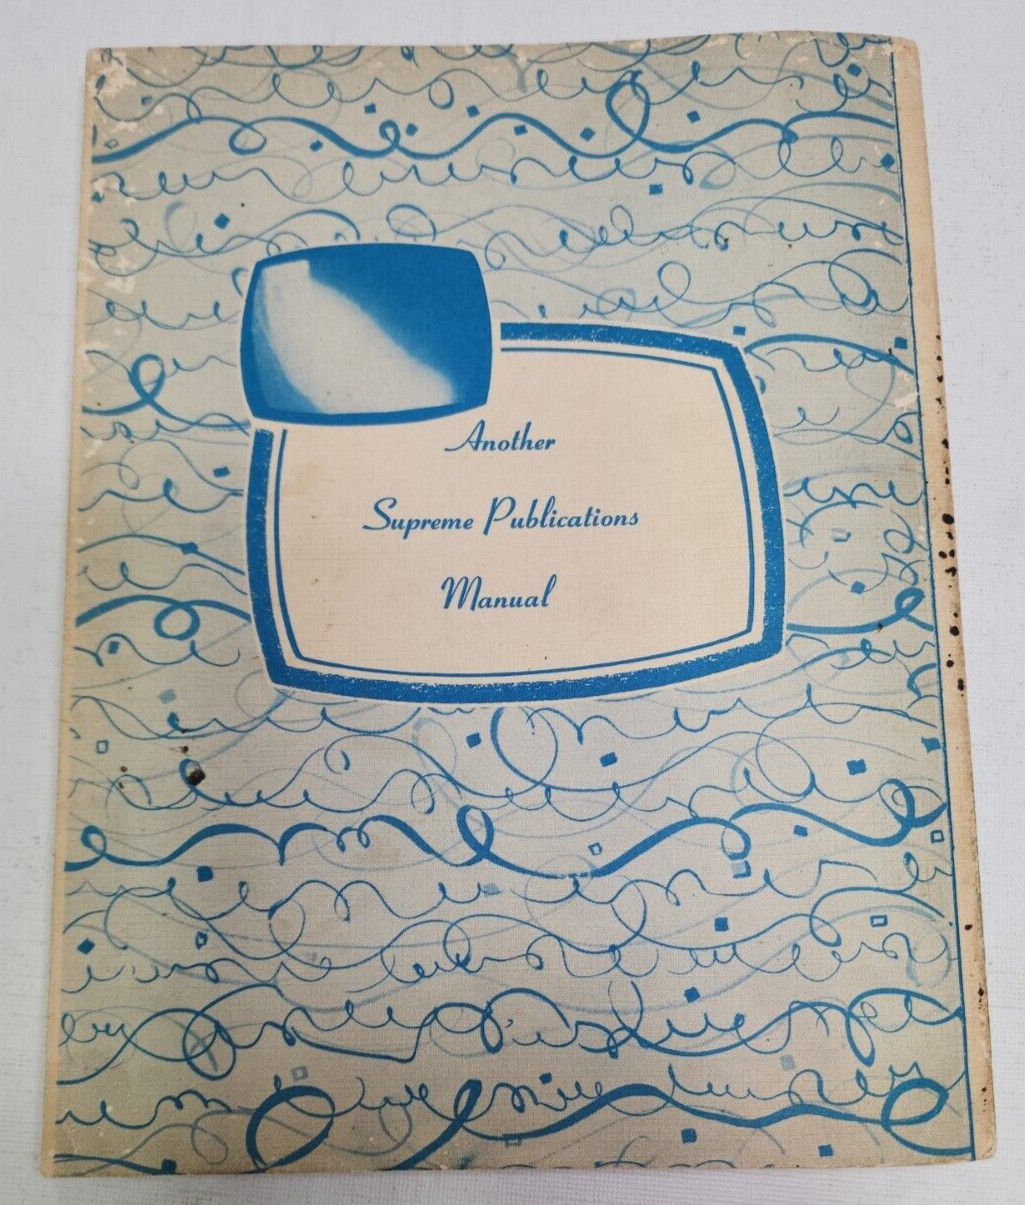 Another
Supreme Publications
Manual